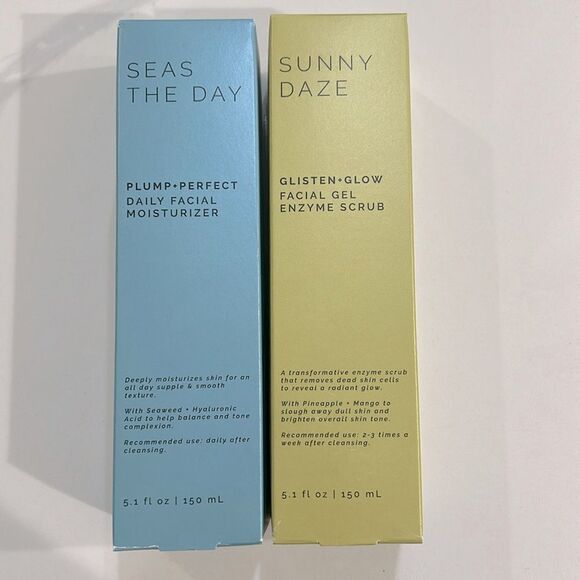 SEAS
THE DAY
PLUMP+PERFECT
DAILY FACIAL
MOISTURIZER
Deeply moisturizes skin for an
all day supple & smooth
texture.
With Seaweed + Hyaluronic
Acid to help balance and tone
complexion.
Recommended use: daily after
cleansing.
5.1 fl oz | 150 mL
SUNNY
DAZE
GLISTEN+GLOW
FACIAL GEL
ENZYME SCRUB
A transformative enzyme scrub
that removes dead skin cells
to reveal a radiant glow.
With Pineapple + Mango to
slough away dull skin and
brighten overall skin tone.
Recommended use: 2-3 times a
week after cleansing.
5.1 fl oz | 150 mL